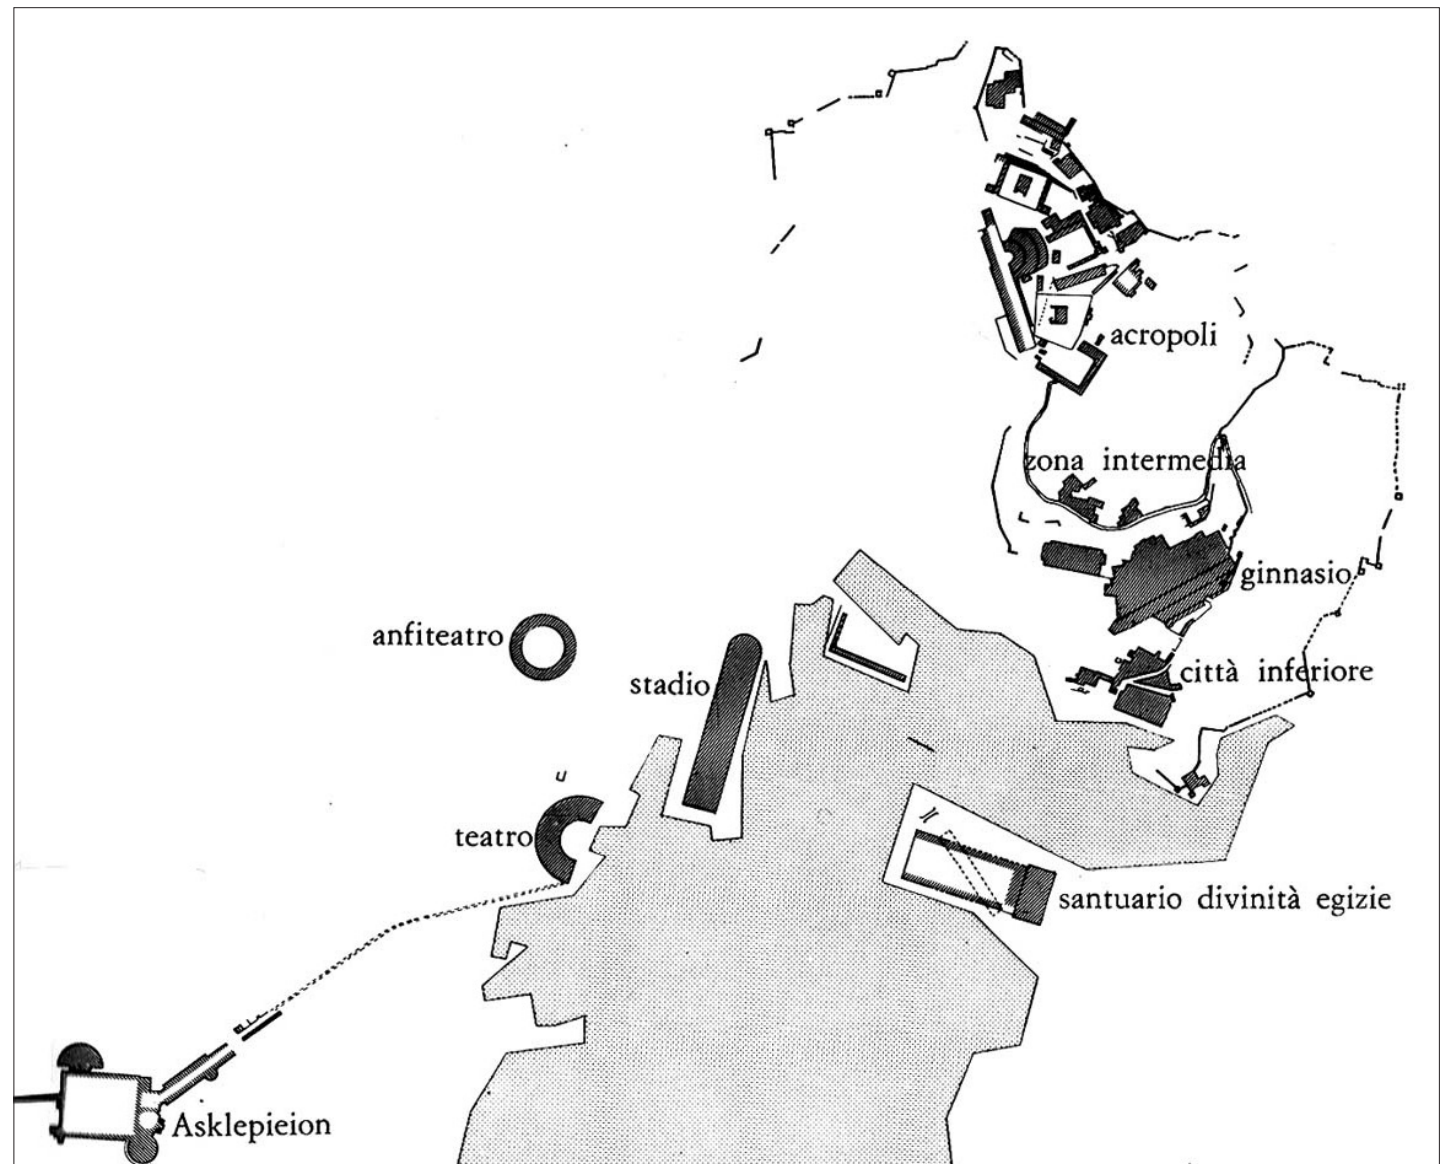 acropoli
zona intermedia
ginnasio
anfiteatro
città inferiore
stadio
teatro
santuario divinità egizie
Asklepieion